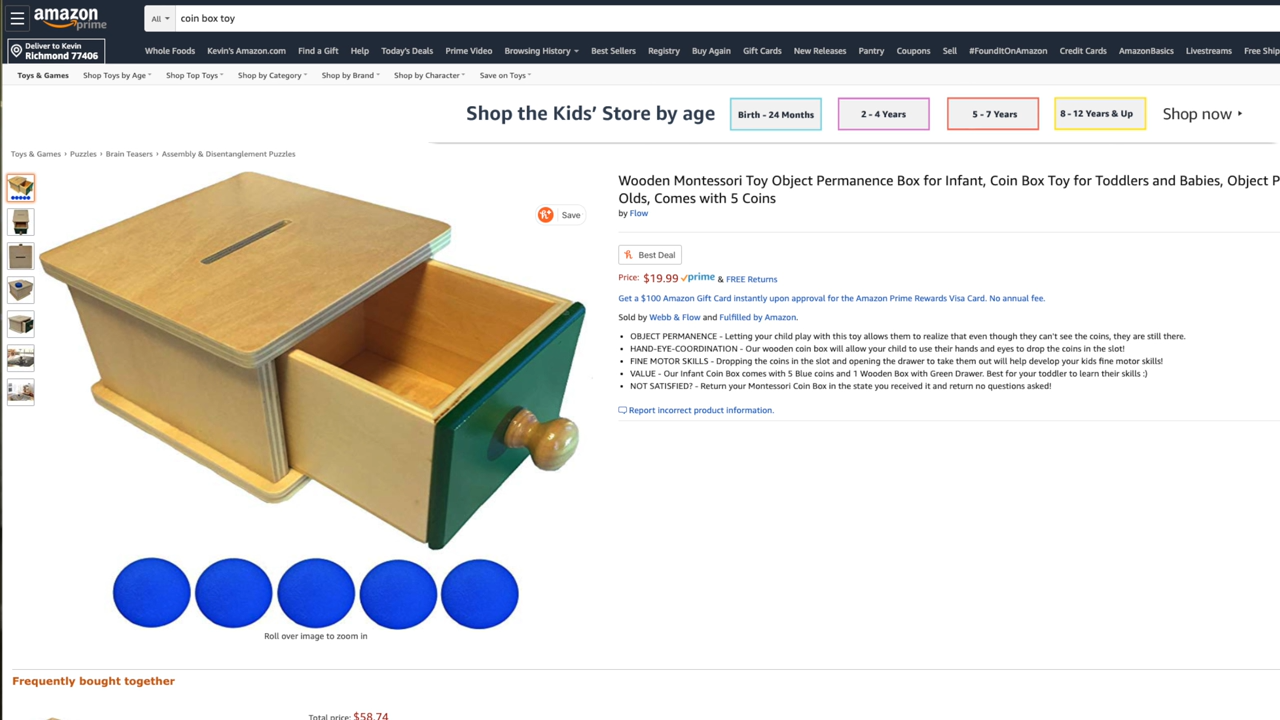 amazon
prime
All
coin box toy
Deliver to Kevin
Richmond 77406
Whole Foods
Kevin's Amazon.com
Find a Gift
Help
Today's Deals
Prime Video
Browsing History
Best Sellers
Registry
Buy Again
Gift Cards
New Releases
Pantry
Coupons
Sell
#FoundItOnAmazon
Credit Cards
AmazonBasics
Livestreams
Free Ship
Toys & Games
Shop Toys by Age
Shop Top Toys
Shop by Category
Shop by Brand
Shop by Character
Save on Toys
Shop the Kids' Store by age
Birth – 24 Months
2 - 4 Years
5 - 7 Years
8 - 12 Years & Up
Shop now
Toys & Games › Puzzles › Brain Teasers › Assembly & Disentanglement Puzzles
Save
Wooden Montessori Toy Object Permanence Box for Infant, Coin Box Toy for Toddlers and Babies, Object P
Olds, Comes with 5 Coins
by Flow
Best Deal
Price: $19.99 prime & FREE Returns
Get a $100 Amazon Gift Card instantly upon approval for the Amazon Prime Rewards Visa Card. No annual fee.
Sold by Webb & Flow and Fulfilled by Amazon.
• OBJECT PERMANENCE - Letting your child play with this toy allows them to realize that even though they can't see the coins, they are still there.
• HAND-EYE-COORDINATION - Our wooden coin box will allow your child to use their hands and eyes to drop the coins in the slot!
• FINE MOTOR SKILLS - Dropping the coins in the slot and opening the drawer to take them out will help develop your kids fine motor skills!
• VALUE - Our Infant Coin Box comes with 5 Blue coins and 1 Wooden Box with Green Drawer. Best for your toddler to learn their skills :)
• NOT SATISFIED? - Return your Montessori Coin Box in the state you received it and return no questions asked!
Report incorrect product information.
Roll over image to zoom in
Frequently bought together
Total price: $58.74